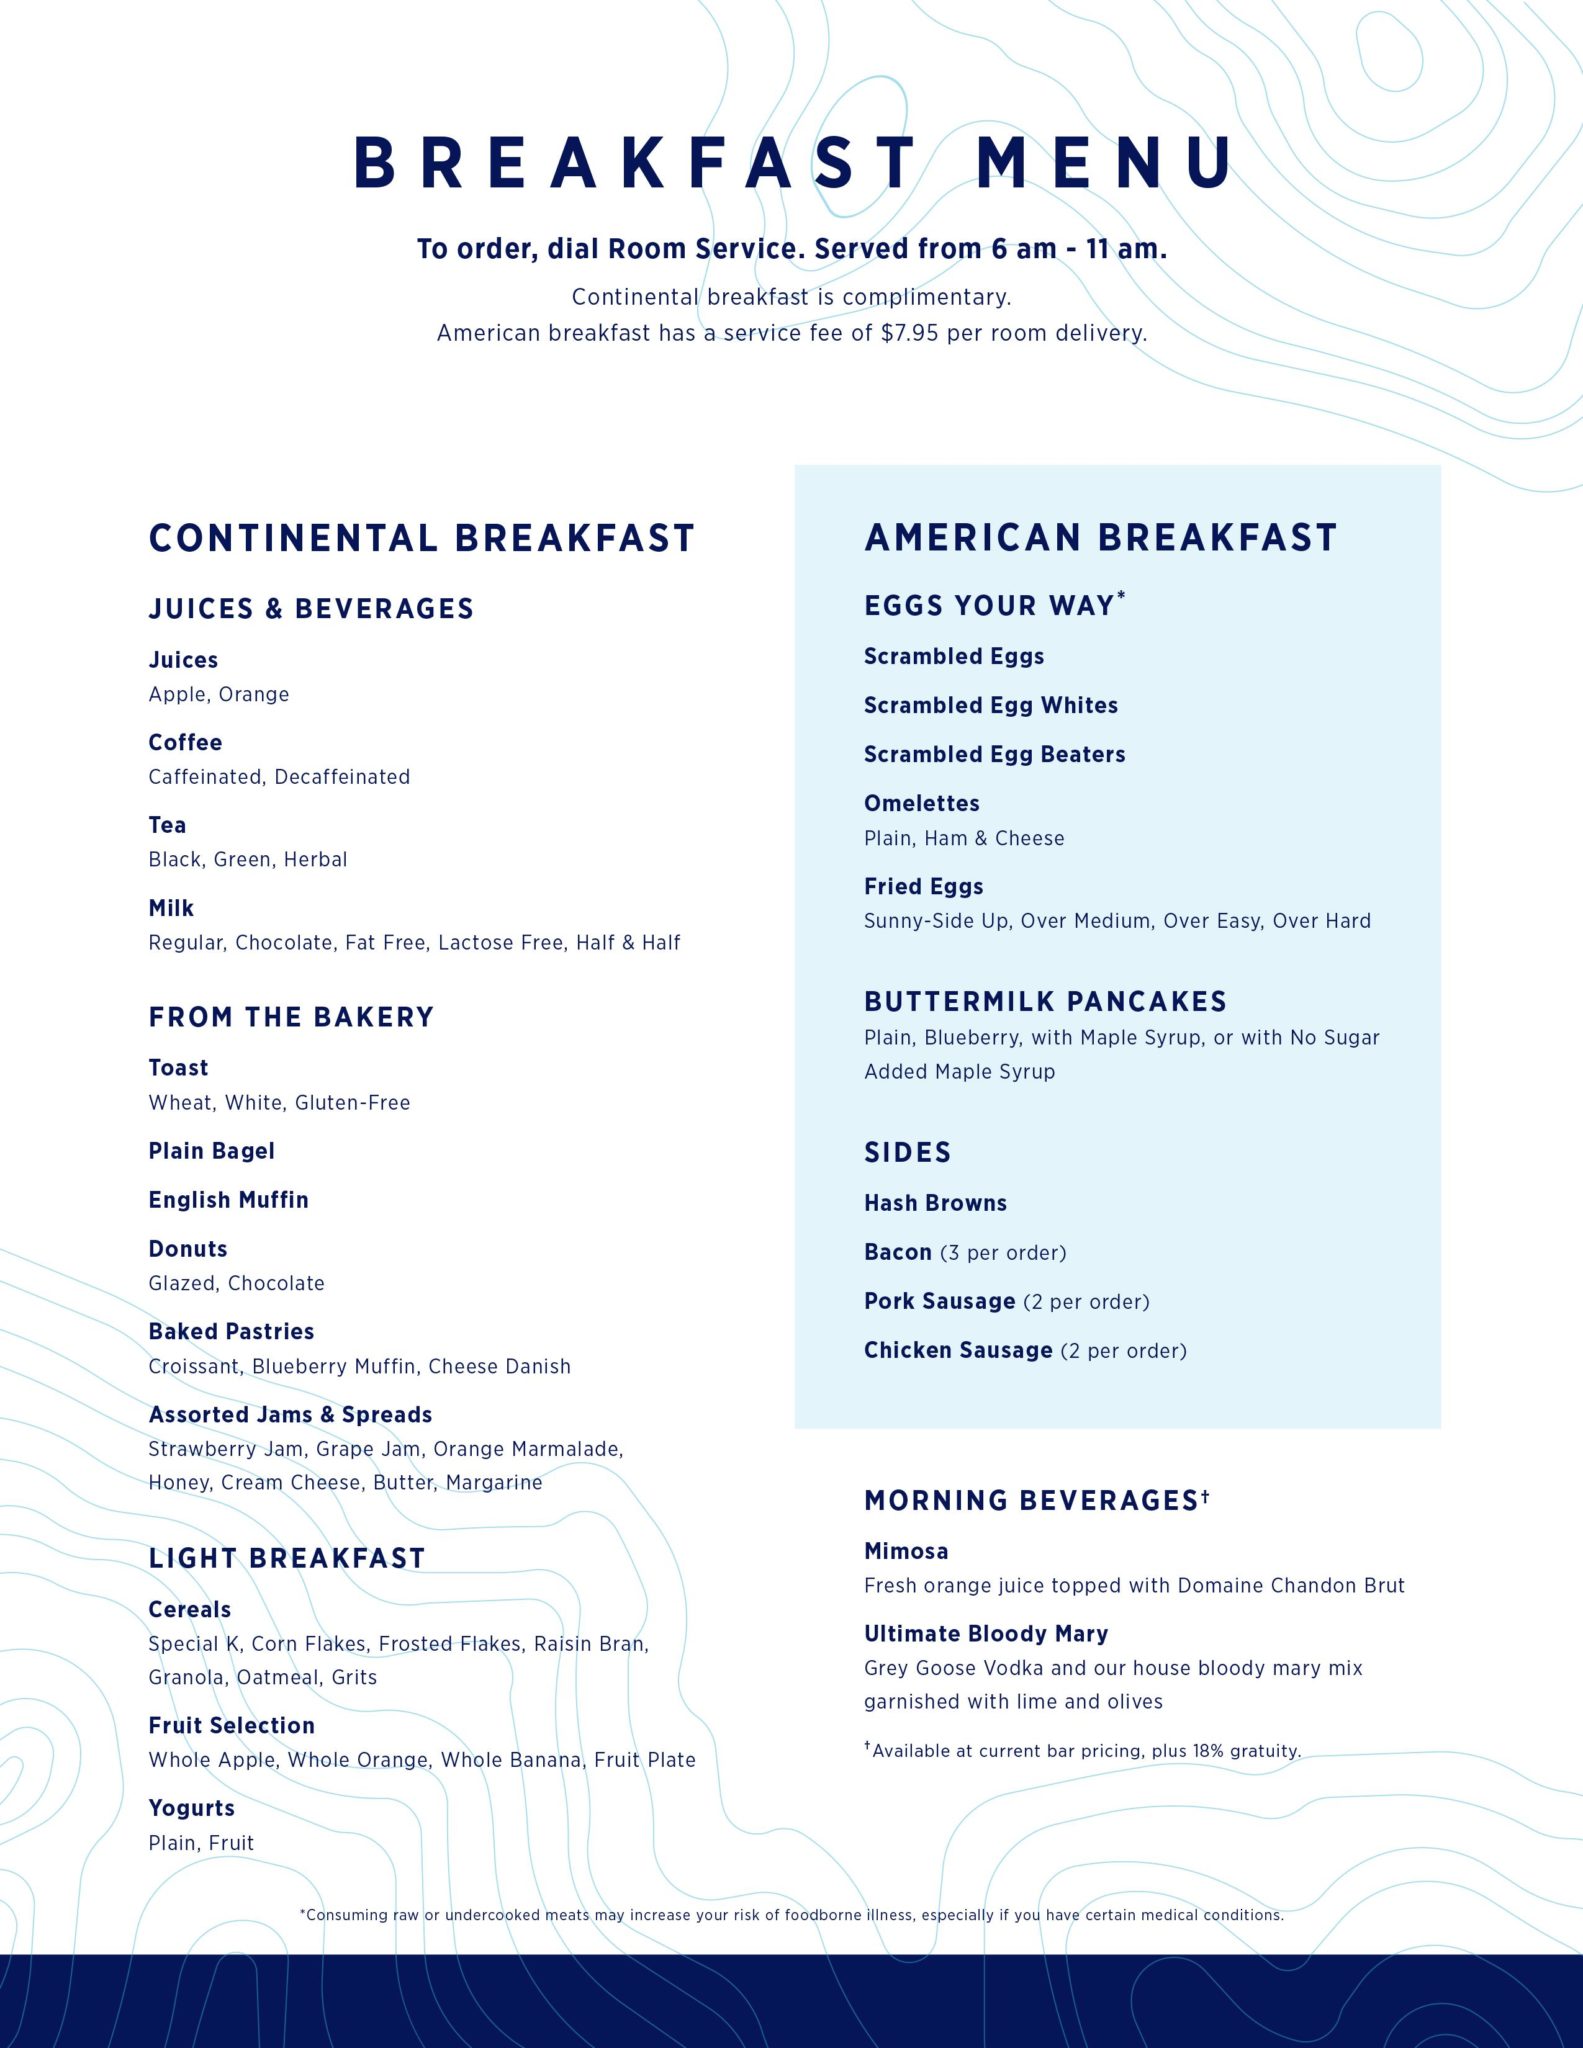 BREAKFAST MENU
To order, dial Room Service. Served from 6 am - 11 am.
Continental breakfast is complimentary.
American breakfast has a service fee of $7.95 per room delivery.
CONTINENTAL BREAKFAST
JUICES & BEVERAGES
Juices
Apple, Orange
Coffee
Caffeinated, Decaffeinated
Tea
Black, Green, Herbal
Milk
Regular, Chocolate, Fat Free, Lactose Free, Half & Half
FROM THE BAKERY
Toast
Wheat, White, Gluten-Free
Plain Bagel
English Muffin
Donuts
Glazed, Chocolate
Baked Pastries
Croissant, Blueberry Muffin, Cheese Danish
Assorted Jams & Spreads
Strawberry Jam, Grape Jam, Orange Marmalade,
Honey, Cream Cheese, Butter, Margarine
LIGHT BREAKFAST
Cereals
Special K, Corn Flakes, Frosted Flakes, Raisin Bran,
Granola, Oatmeal, Grits
Fruit Selection
Whole Apple, Whole Orange, Whole Banana, Fruit Plate
Yogurts
Plain, Fruit
AMERICAN BREAKFAST
EGGS YOUR WAY*
Scrambled Eggs
Scrambled Egg Whites
Scrambled Egg Beaters
Omelettes
Plain, Ham & Cheese
Fried Eggs
Sunny-Side Up, Over Medium, Over Easy, Over Hard
BUTTERMILK PANCAKES
Plain, Blueberry, with Maple Syrup, or with No Sugar
Added Maple Syrup
SIDES
Hash Browns
Bacon (3 per order)
Pork Sausage (2 per order)
Chicken Sausage (2 per order)
MORNING BEVERAGES†
Mimosa
Fresh orange juice topped with Domaine Chandon Brut
Ultimate Bloody Mary
Grey Goose Vodka and our house bloody mary mix
garnished with lime and olives
†Available at current bar pricing, plus 18% gratuity.
*Consuming raw or undercooked meats may increase your risk of foodborne illness, especially if you have certain medical conditions.